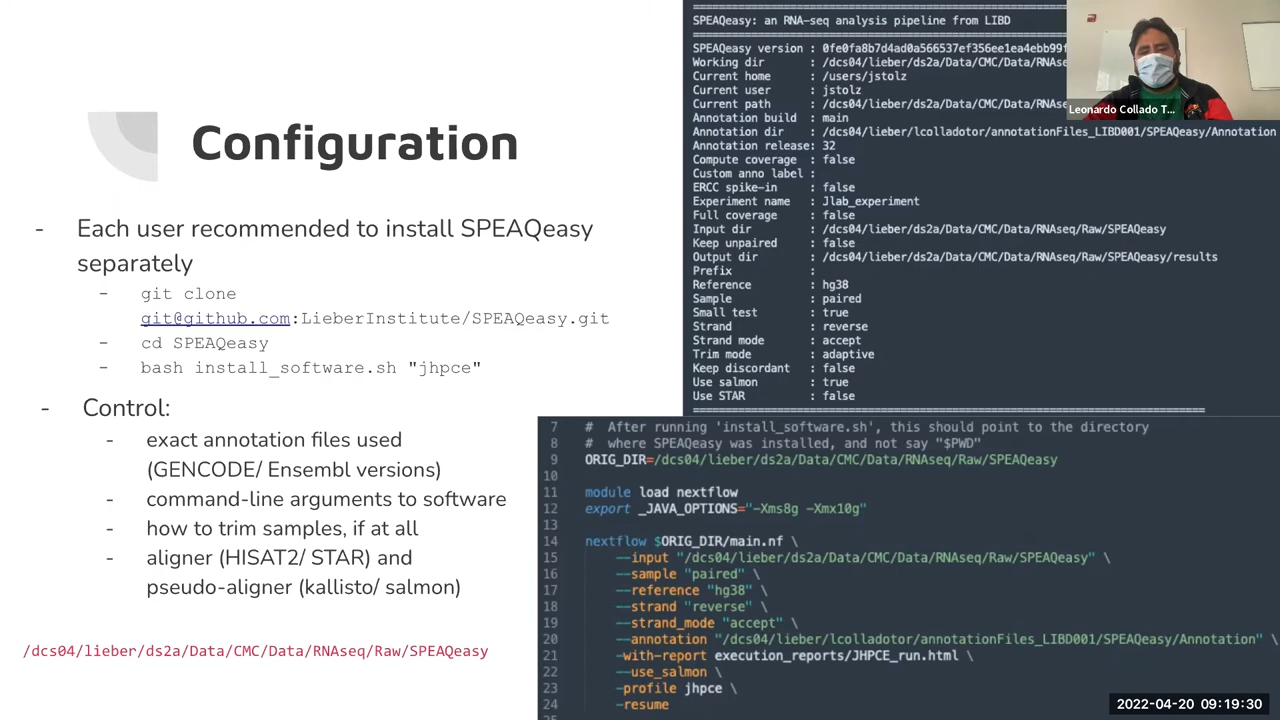 Configuration
- Each user recommended to install SPEAQeasy
separately
- git clone
git@github.com:LieberInstitute/SPEAQeasy.git
- cd SPEAQeasy
- bash install_software.sh "jhpce"
- Control:
- exact annotation files used
(GENCODE/ Ensembl versions)
- command-line arguments to software
- how to trim samples, if at all
- aligner (HISAT2/ STAR) and
pseudo-aligner (kallisto/ salmon)
/dcs04/lieber/ds2a/Data/CMC/Data/RNAseq/Raw/SPEAQeasy
SPEAQeasy: an RNA-seq analysis pipeline from LIBD
SPEAQeasy version : 0fe0fa8b7d4ad0a566537ef356ee1ea4ebb99f
Working dir : /dcs04/lieber/ds2a/Data/CMC/Data/RNAse
Current home : /users/jstolz
Current user : jstolz
Current path : /dcs04/lieber/ds2a/Data/CMC/Data/RNAse
Annotation build : main
Annotation dir : /dcs04/lieber/lcolladotor/annotationFiles_LIBD001/SPEAQeasy/Annotation
Annotation release: 32
Compute coverage : false
Custom anno label :
ERCC spike-in : false
Experiment name : Jlab_experiment
Full coverage : false
Input dir : /dcs04/lieber/ds2a/Data/CMC/Data/RNAseq/Raw/SPEAQeasy
Keep unpaired : false
Output dir : /dcs04/lieber/ds2a/Data/CMC/Data/RNAseq/Raw/SPEAQeasy/results
Prefix :
Reference : hg38
Sample : paired
Small test : true
Strand : reverse
Strand mode : accept
Trim mode : adaptive
Keep discordant : false
Use salmon : true
Use STAR : false
Leonardo Collado T...
7 # After running 'install_software.sh', this should point to the directory
8 # where SPEAQeasy was installed, and not say "$PWD"
9 ORIG_DIR=/dcs04/lieber/ds2a/Data/CMC/Data/RNAseq/Raw/SPEAQeasy
10
11 module load nextflow
12 export _JAVA_OPTIONS="-Xms8g -Xmx10g"
13
14 nextflow $ORIG_DIR/main.nf \
15 --input "/dcs04/lieber/ds2a/Data/CMC/Data/RNAseq/Raw/SPEAQeasy" \
16 --sample "paired" \
17 --reference "hg38" \
18 --strand "reverse" \
19 --strand_mode "accept" \
20 --annotation "/dcs04/lieber/lcolladotor/annotationFiles_LIBD001/SPEAQeasy/Annotation" \
21 -with-report execution_reports/JHPCE_run.html \
22 --use_salmon \
23 -profile jhpce \
24 -resume
2022-04-20 09:19:30